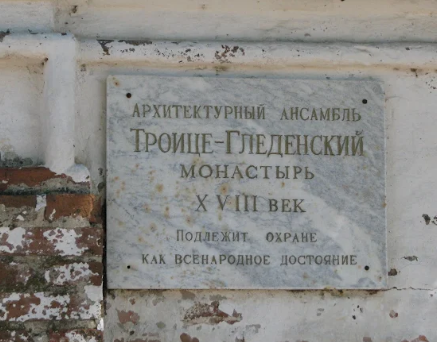 АРХИТЕКТУРНЫЙ АНСАМБЛЬ
ТРОИЦЕ-ГЛЕДЕНСКИЙ
МОНАСТЫРЬ
XVIII ВЕК
ПОДЛЕЖИТ ОХРАНЕ
КАК ВСЕНАРОДНОЕ ДОСТОЯНИЕ